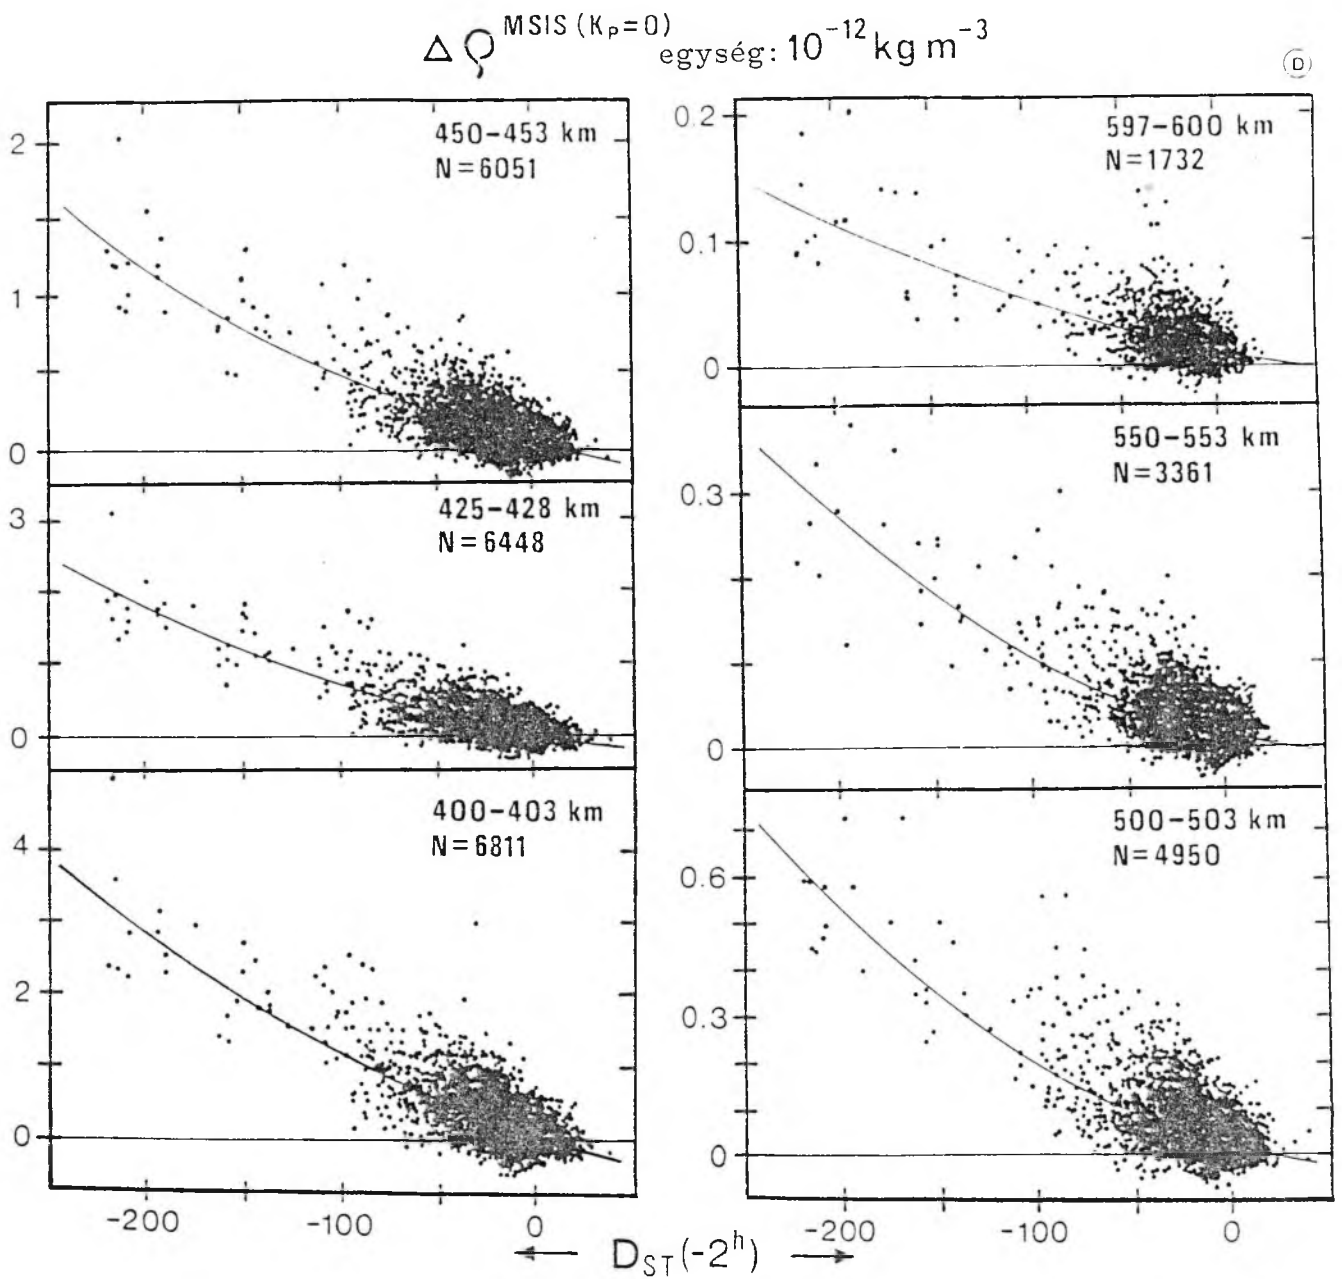 Δρ MSIS (Kₚ=0) egység: 10⁻¹² kg m⁻³
D
450–453 km
N=6051
2
1
0
425–428 km
N=6448
3
0
400–403 km
N=6811
4
2
0
-200 -100 0
597–600 km
N=1732
0.2
0.1
0
550–553 km
N=3361
0.3
0
500–503 km
N=4950
0.6
0.3
0
-200 -100 0
← D_ST(-2ʰ) →